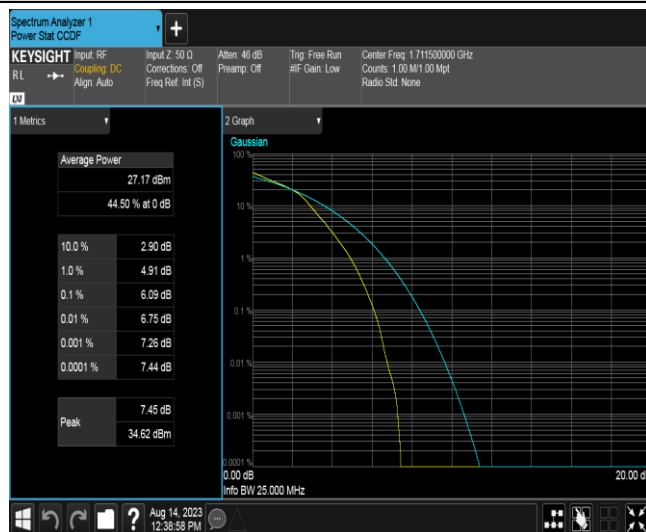 Spectrum Analyzer 1
Power Stat CCDF
+
KEYSIGHT
RL
LXI
Input: RF
Coupling: DC
Align: Auto
Input Z: 50 Ω
Corrections: Off
Freq Ref: Int (S)
Atten: 46 dB
Preamp: Off
Trig: Free Run
#IF Gain: Low
Center Freq: 1.711500000 GHz
Counts: 1.00 M/1.00 Mpt
Radio Std: None
1 Metrics
Average Power
27.17 dBm
44.50 % at 0 dB
10.0 % 2.90 dB
1.0 % 4.91 dB
0.1 % 6.09 dB
0.01 % 6.75 dB
0.001 % 7.26 dB
0.0001 % 7.44 dB
Peak
7.45 dB
34.62 dBm
2 Graph
Gaussian
100 %
10 %
1 %
0.1 %
0.01 %
0.001 %
0.0001 %
0.00 dB
20.00 d
Info BW 25.000 MHz
?
Aug 14, 2023
12:38:58 PM